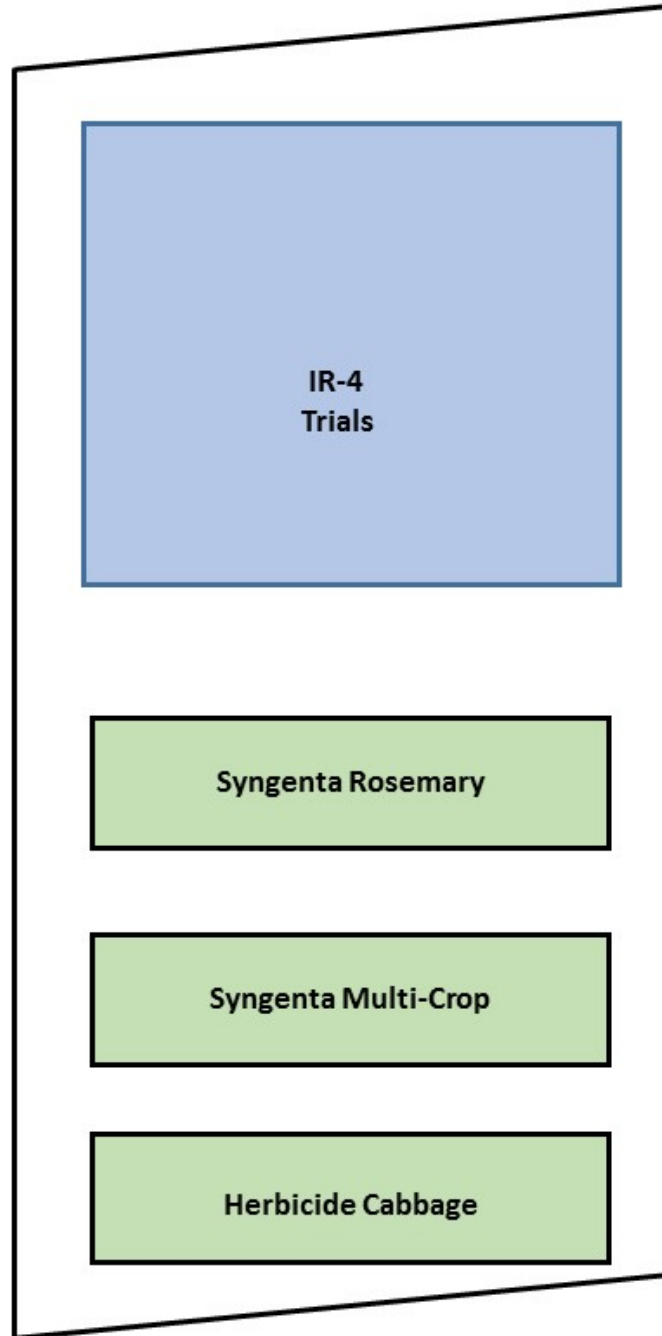 IR-4
Trials
Syngenta Rosemary
Syngenta Multi-Crop
Herbicide Cabbage